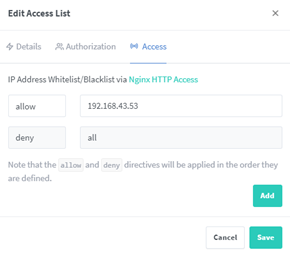 Edit Access List
Details Authorization Access
IP Address Whitelist/Blacklist via Nginx HTTP Access
allow 192.168.43.53
deny all
Note that the allow and deny directives will be applied in the order they
are defined.
Add
Cancel Save